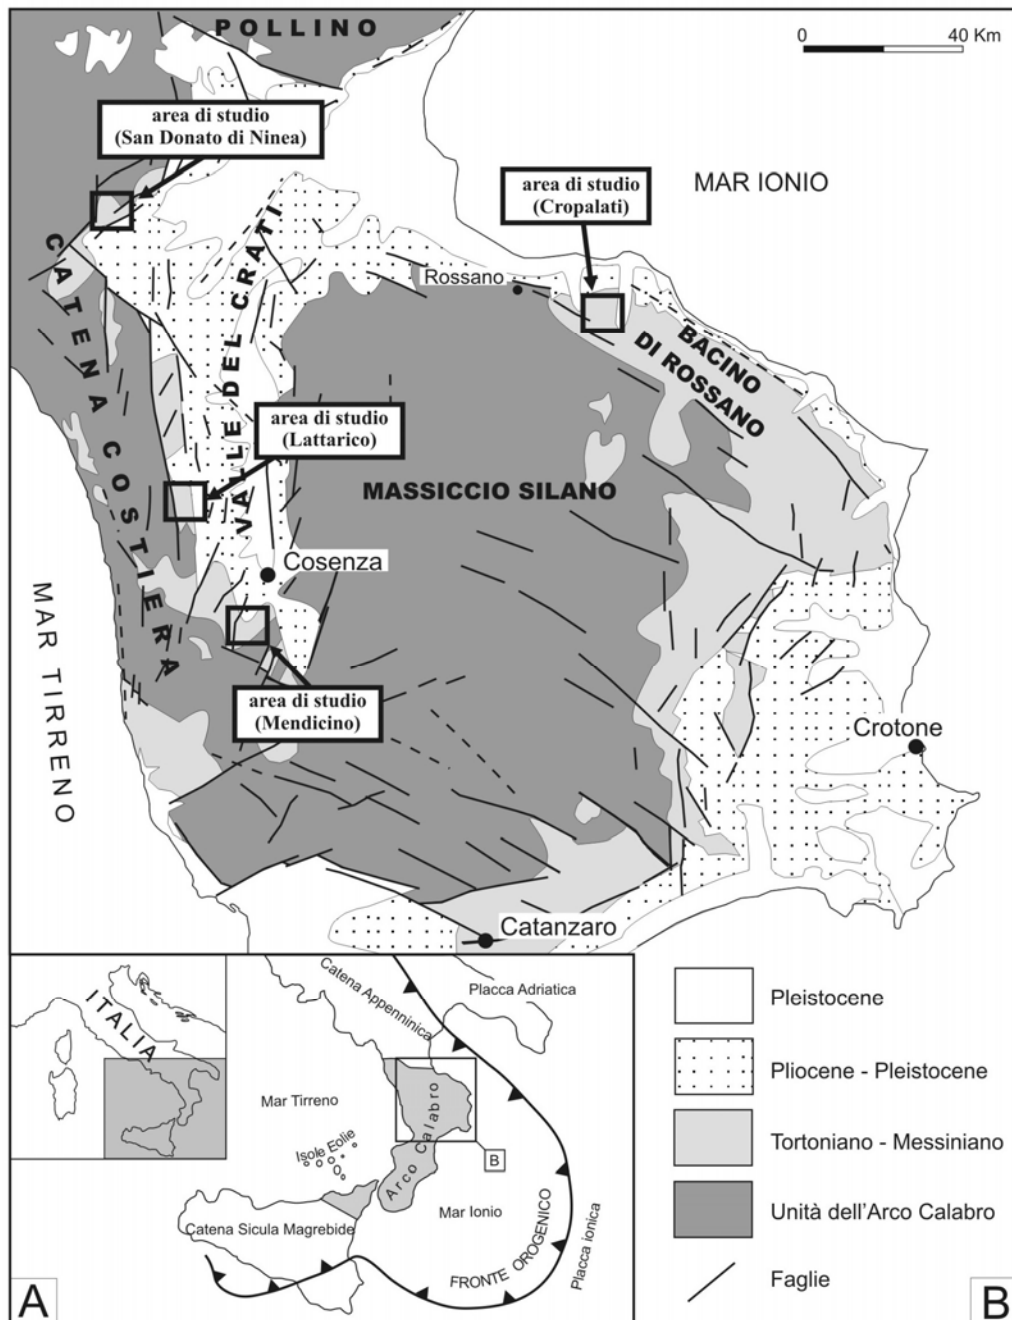 POLLINO
0 40 Km
area di studio
(San Donato di Ninea)
MAR IONIO
area di studio
(Cropalati)
Rossano
CATENA COSTIERA
VALLE DEL CRATI
BACINO
DI ROSSANO
area di studio
(Lattarico)
MASSICCIO SILANO
Cosenza
MAR TIRRENO
area di studio
(Mendicino)
Crotone
Catanzaro
ITALIA
Catena Appenninica
Placca Adriatica
Mar Tirreno
Isole Eolie
Arco Calabro
B
Mar Ionio
Catena Sicula Magrebide
FRONTE OROGENICO
Placca ionica
A
Pleistocene
Pliocene - Pleistocene
Tortoniano - Messiniano
Unità dell'Arco Calabro
Faglie
B